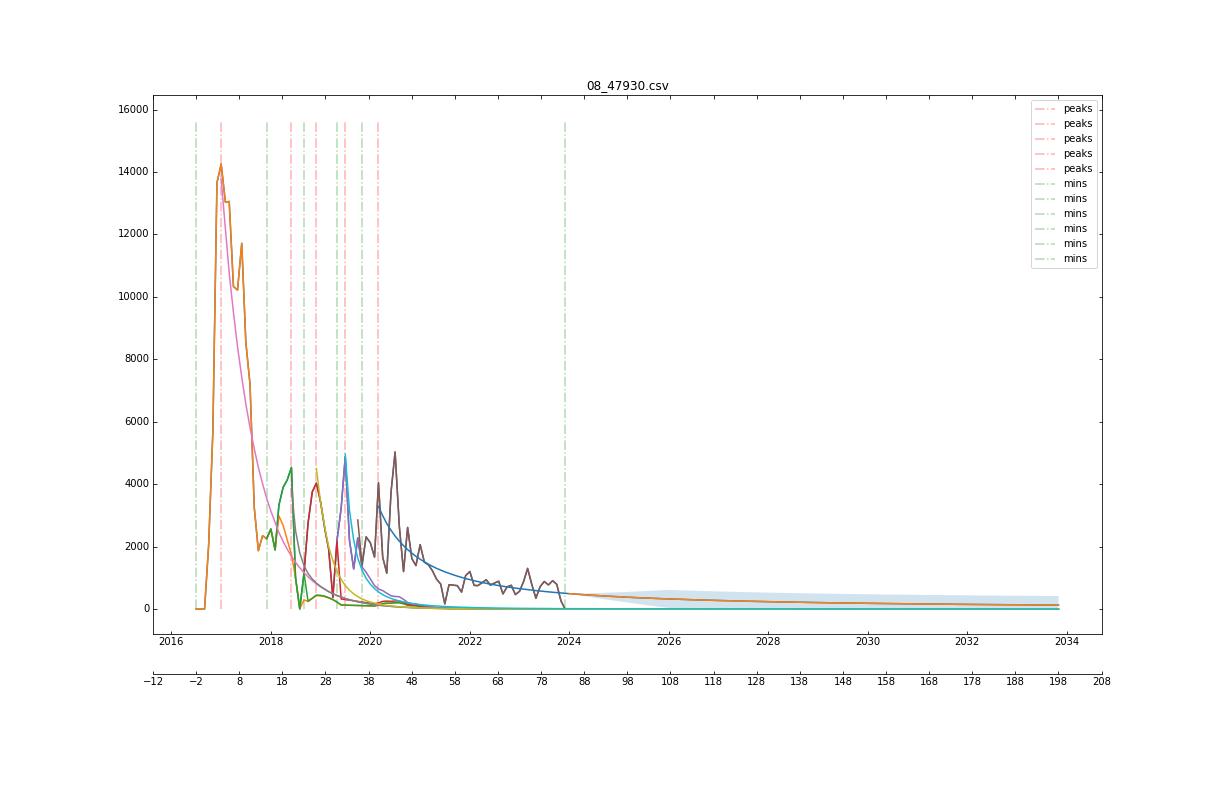 08_47930.csv
16000
14000
12000
10000
8000
6000
4000
2000
0
peaks
peaks
peaks
peaks
peaks
mins
mins
mins
mins
mins
mins
2016 2018 2020 2022 2024 2026 2028 2030 2032 2034
−12 −2 8 18 28 38 48 58 68 78 88 98 108 118 128 138 148 158 168 178 188 198 208